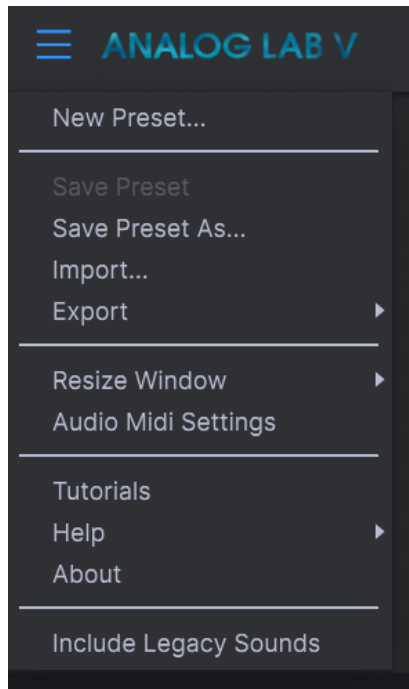 ANALOG LAB V
New Preset...
Save Preset
Save Preset As...
Import...
Export
Resize Window
Audio Midi Settings
Tutorials
Help
About
Include Legacy Sounds